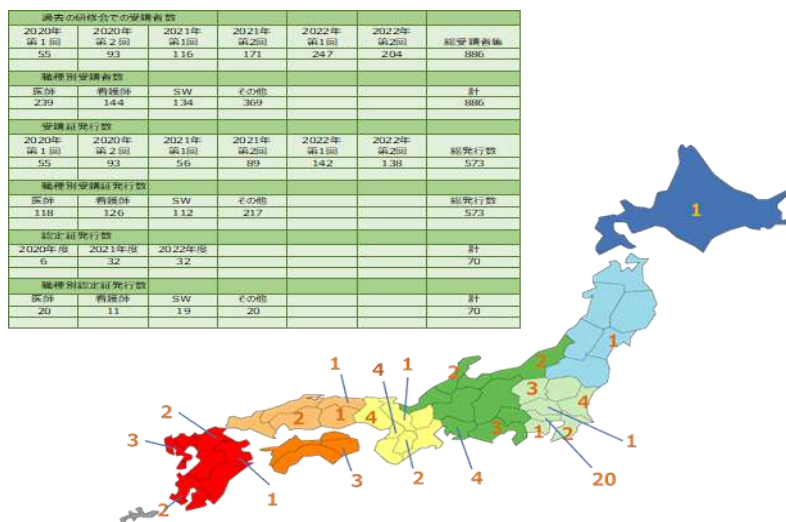 過去の研修会での受講者数
2020年 2020年 2021年 2021年 2022年 2022年
第1回 第2回 第1回 第2回 第1回 第2回 総受講者数
55 93 116 171 247 204 886
職種別受講者数
医師 看護師 SW その他 計
239 144 134 369 886
受講証発行数
2020年 2020年 2021年 2021年 2022年 2022年
第1回 第2回 第1回 第2回 第1回 第2回 総発行数
55 93 56 89 142 138 573
職種別受講証発行数
医師 看護師 SW その他 総発行数
118 126 112 217 573
認定証発行数
2020年度 2021年度 2022年度 計
6 32 32 70
職種別認定証発行数
医師 看護師 SW その他 計
20 11 19 20 70
1
1
2
2
1 4 1
3
4
2 2 1 4
3
1 2 1
3
2
3 4 20
2 1